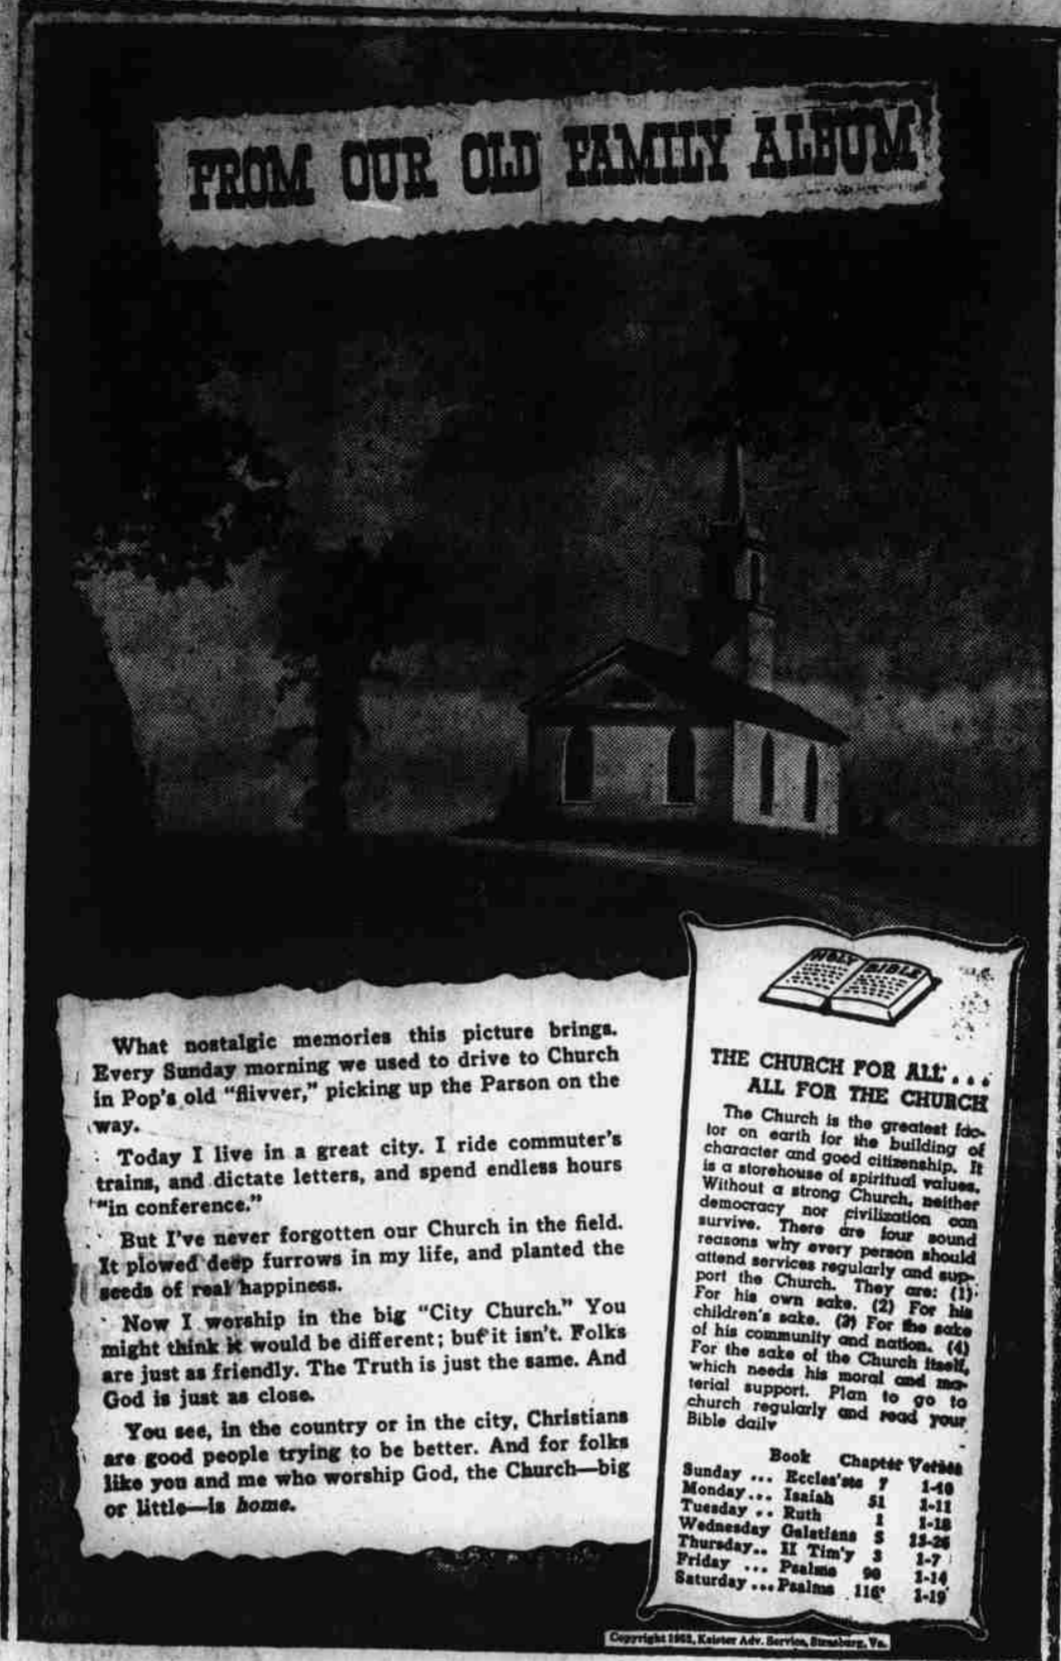 FROM OUR OLD FAMILY ALBUM
What nostalgic memories this picture brings.
Every Sunday morning we used to drive to Church
in Pop's old "flivver," picking up the Parson on the
way.
Today I live in a great city. I ride commuter's
trains, and dictate letters, and spend endless hours
"in conference."
But I've never forgotten our Church in the field.
It plowed deep furrows in my life, and planted the
seeds of real happiness.
Now I worship in the big "City Church." You
might think it would be different; but it isn't. Folks
are just as friendly. The Truth is just the same. And
God is just as close.
You see, in the country or in the city, Christians
are good people trying to be better. And for folks
like you and me who worship God, the Church—big
or little—is home.
HOLY BIBLE
THE CHURCH FOR ALL . . .
ALL FOR THE CHURCH
The Church is the greatest fac-
tor on earth for the building of
character and good citizenship. It
is a storehouse of spiritual values.
Without a strong Church, neither
democracy nor civilization can
survive. There are four sound
reasons why every person should
attend services regularly and sup-
port the Church. They are: (1)
For his own sake. (2) For his
children's sake. (3) For the sake
of his community and nation. (4)
For the sake of the Church itself,
which needs his moral and ma-
terial support. Plan to go to
church regularly and read your
Bible daily
Book Chapter Verses
Sunday ... Eccles'stes 7 1-10
Monday ... Isaiah 51 1-11
Tuesday .. Ruth 1 1-18
Wednesday Galatians 5 13-26
Thursday .. II Tim'y 3 1-7
Friday ... Psalms 90 1-14
Saturday ... Psalms 116 1-19
Copyright Keister Adv. Service, Strasburg, Va.